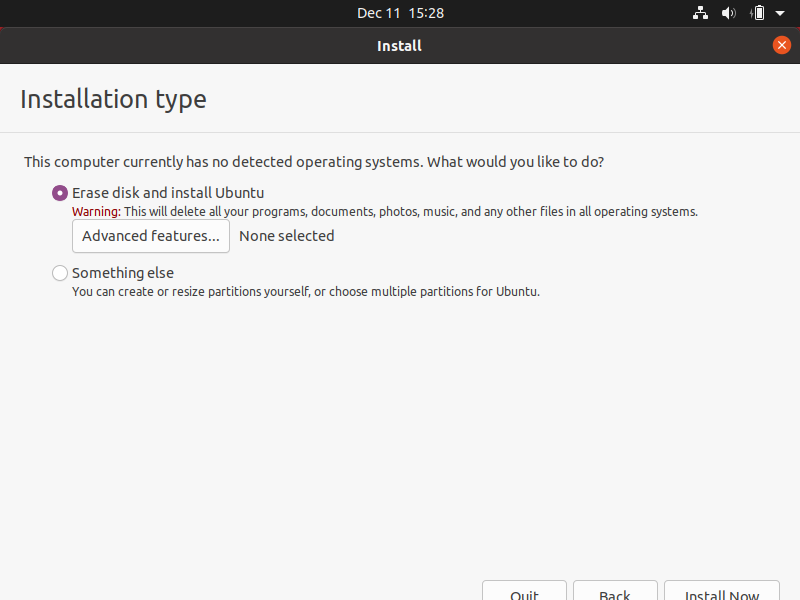 Dec 11 15:28
Install
Installation type
This computer currently has no detected operating systems. What would you like to do?
Erase disk and install Ubuntu
Warning: This will delete all your programs, documents, photos, music, and any other files in all operating systems.
Advanced features... None selected
Something else
You can create or resize partitions yourself, or choose multiple partitions for Ubuntu.
Quit Back Install Now